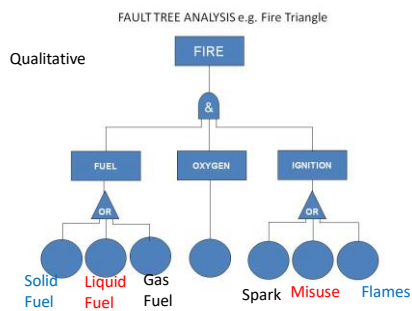 FAULT TREE ANALYSIS e.g. Fire Triangle
Qualitative
FIRE
&
FUEL
OXYGEN
IGNITION
OR
OR
Solid
Fuel
Liquid
Fuel
Gas
Fuel
Spark
Misuse
Flames